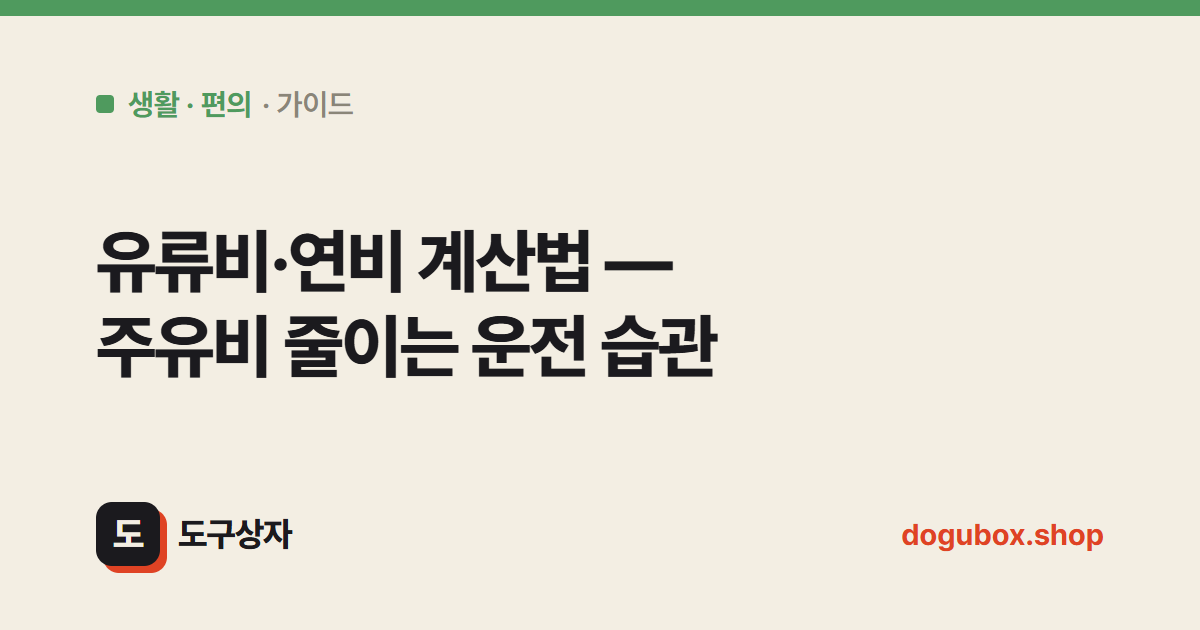 생활 · 편의 · 가이드
유류비·연비 계산법 —
주유비 줄이는 운전 습관
도 도구상자
dogubox.shop